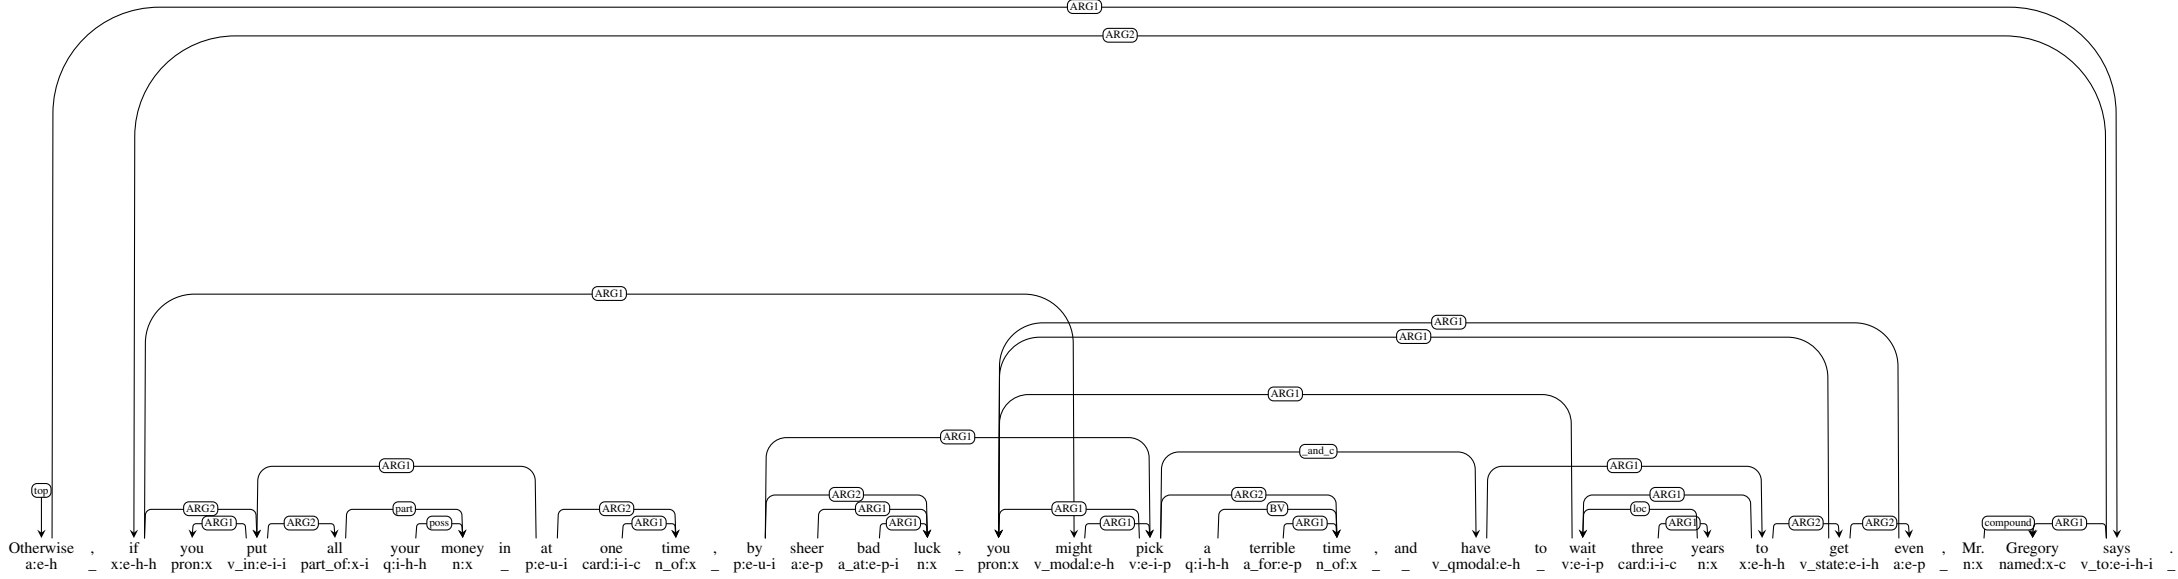 ARG1
ARG2
ARG1
ARG1
ARG1
ARG1
ARG1
_and_c
ARG1 ARG1
top ARG2 ARG2 ARG1
ARG2 part ARG2 ARG1 ARG1 BV loc
ARG1 ARG2 poss ARG1 ARG1 ARG1 ARG1 ARG1 ARG2 ARG2 compound ARG1
Otherwise , if you put all your money in at one time , by sheer bad luck , you might pick a terrible time , and have to wait three years to get even , Mr. Gregory says .
a:e-h _ x:e-h-h pron:x v_in:e-i-i part_of:x-i q:i-h-h n:x _ p:e-u-i card:i-i-c n_of:x _ p:e-u-i a:e-p a_at:e-p-i n:x _ pron:x v_modal:e-h v:e-i-p q:i-h-h a_for:e-p n_of:x _ _ v_qmodal:e-h _ v:e-i-p card:i-i-c n:x x:e-h-h v_state:e-i-h a:e-p _ n:x named:x-c v_to:e-i-h-i _